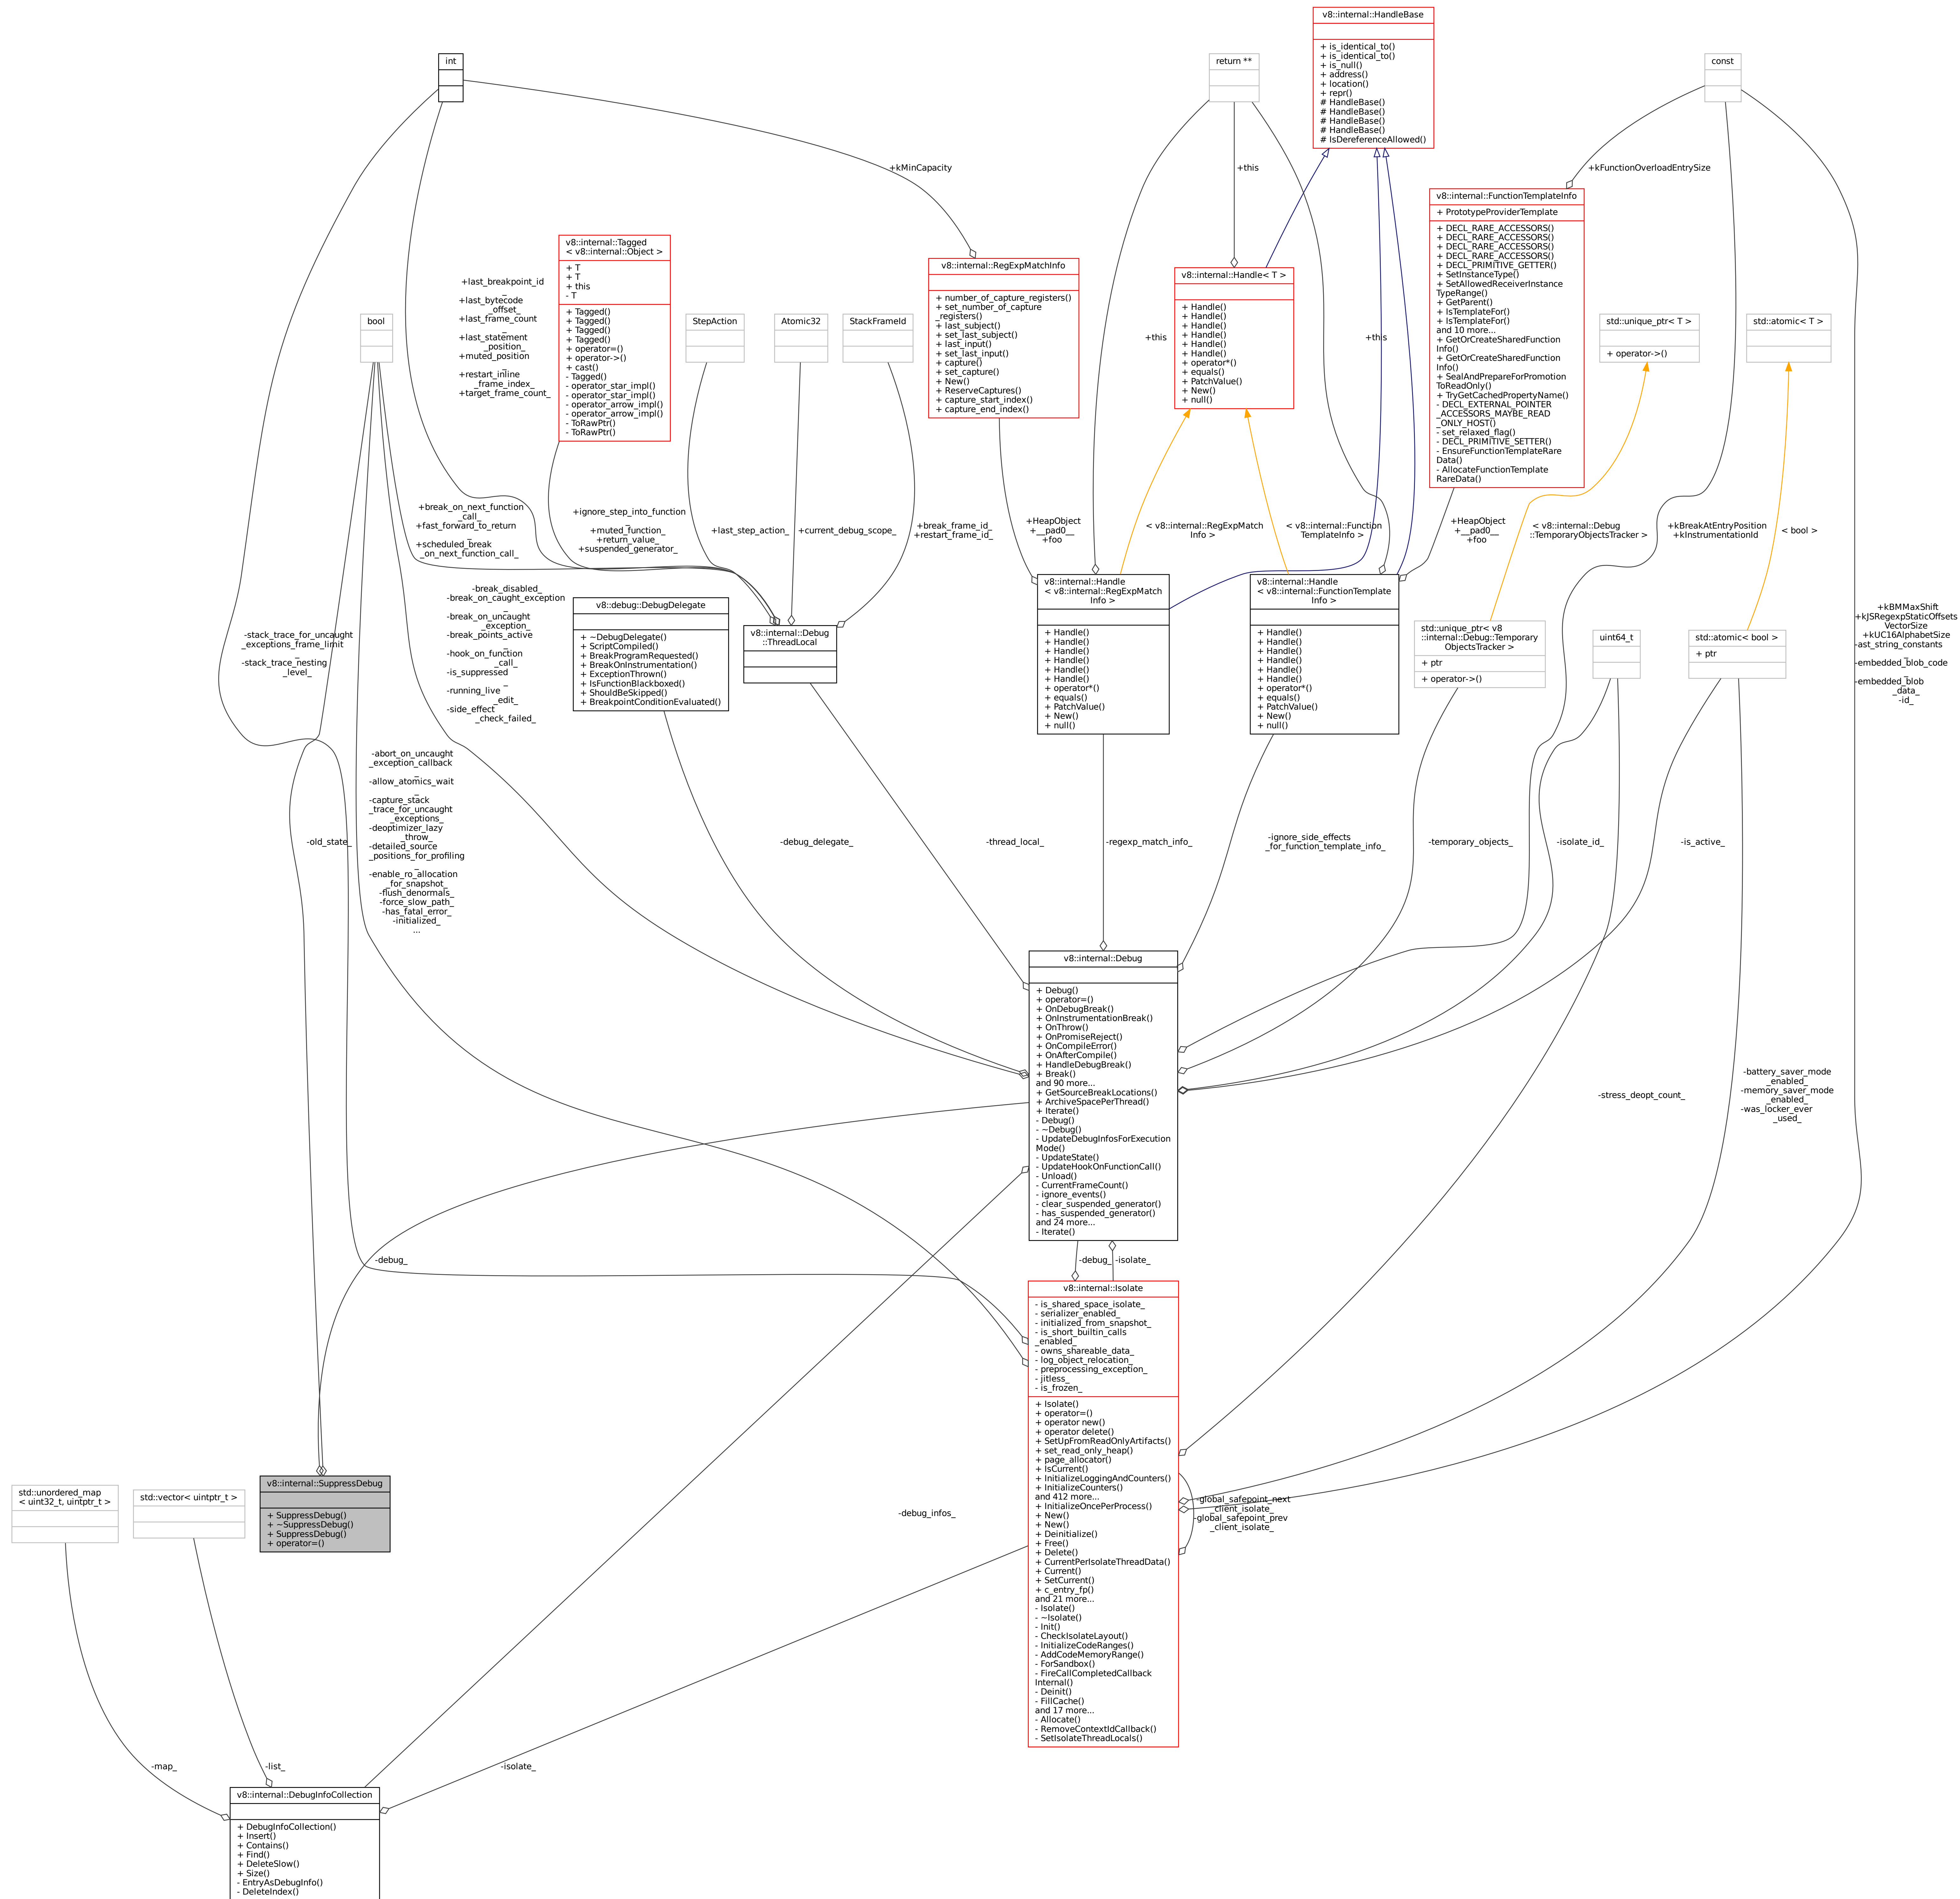 v8::internal::HandleBase
+ is_identical_to()
+ is_identical_to()
+ is_null()
+ address()
+ location()
+ repr()
# HandleBase()
# HandleBase()
# HandleBase()
# HandleBase()
# IsDereferenceAllowed()
int
return **
const
+kMinCapacity
+this
+kFunctionOverloadEntrySize
v8::internal::FunctionTemplateInfo
+ PrototypeProviderTemplate
+ DECL_RARE_ACCESSORS()
+ DECL_RARE_ACCESSORS()
+ DECL_RARE_ACCESSORS()
+ DECL_RARE_ACCESSORS()
+ DECL_PRIMITIVE_GETTER()
+ SetInstanceType()
+ SetAllowedReceiverInstance
TypeRange()
+ GetParent()
+ IsTemplateFor()
+ IsTemplateFor()
and 10 more...
+ GetOrCreateSharedFunction
Info()
+ GetOrCreateSharedFunction
Info()
+ SealAndPrepareForPromotion
ToReadOnly()
+ TryGetCachedPropertyName()
- DECL_EXTERNAL_POINTER
_ACCESSORS_MAYBE_READ
_ONLY_HOST()
- set_relaxed_flag()
- DECL_PRIMITIVE_SETTER()
- EnsureFunctionTemplateRare
Data()
- AllocateFunctionTemplate
RareData()
v8::internal::Tagged
< v8::internal::Object >
+ T
+ T
+ this
- T
+ Tagged()
+ Tagged()
+ Tagged()
+ Tagged()
+ operator=()
+ operator->()
+ cast()
- Tagged()
- operator_star_impl()
- operator_star_impl()
- operator_arrow_impl()
- operator_arrow_impl()
- ToRawPtr()
- ToRawPtr()
v8::internal::RegExpMatchInfo
+ number_of_capture_registers()
+ set_number_of_capture
_registers()
+ last_subject()
+ set_last_subject()
+ last_input()
+ set_last_input()
+ capture()
+ set_capture()
+ New()
+ ReserveCaptures()
+ capture_start_index()
+ capture_end_index()
v8::internal::Handle< T >
+ Handle()
+ Handle()
+ Handle()
+ Handle()
+ Handle()
+ Handle()
+ operator*()
+ equals()
+ PatchValue()
+ New()
+ null()
+last_breakpoint_id
_
+last_bytecode
_offset_
+last_frame_count
_
+last_statement
_position_
+muted_position
_
+restart_inline
_frame_index_
+target_frame_count_
bool
StepAction
Atomic32
StackFrameId
std::unique_ptr< T >
+ operator->()
std::atomic< T >
+this
+this
+break_on_next_function
_call_
+fast_forward_to_return
_
+scheduled_break
_on_next_function_call_
+ignore_step_into_function
_
+muted_function_
+return_value_
+suspended_generator_
+last_step_action_
+current_debug_scope_
+break_frame_id_
+restart_frame_id_
+HeapObject
+__pad0__
+foo
< v8::internal::RegExpMatch
Info >
< v8::internal::Function
TemplateInfo >
+HeapObject
+__pad0__
+foo
< v8::internal::Debug
::TemporaryObjectsTracker >
+kBreakAtEntryPosition
+kInstrumentationId
< bool >
-stack_trace_for_uncaught
_exceptions_frame_limit
_
-stack_trace_nesting
_level_
-break_disabled_
-break_on_caught_exception
_
-break_on_uncaught
_exception_
-break_points_active
_
-hook_on_function
_call_
-is_suppressed
_
-running_live
_edit_
-side_effect
_check_failed_
v8::debug::DebugDelegate
+ ~DebugDelegate()
+ ScriptCompiled()
+ BreakProgramRequested()
+ BreakOnInstrumentation()
+ ExceptionThrown()
+ IsFunctionBlackboxed()
+ ShouldBeSkipped()
+ BreakpointConditionEvaluated()
v8::internal::Debug
::ThreadLocal
v8::internal::Handle
< v8::internal::RegExpMatch
Info >
+ Handle()
+ Handle()
+ Handle()
+ Handle()
+ Handle()
+ Handle()
+ operator*()
+ equals()
+ PatchValue()
+ New()
+ null()
v8::internal::Handle
< v8::internal::FunctionTemplate
Info >
+ Handle()
+ Handle()
+ Handle()
+ Handle()
+ Handle()
+ Handle()
+ operator*()
+ equals()
+ PatchValue()
+ New()
+ null()
std::unique_ptr< v8
::internal::Debug::Temporary
ObjectsTracker >
+ ptr
+ operator->()
uint64_t
std::atomic< bool >
+ ptr
+kBMMaxShift
+kJSRegexpStaticOffsets
VectorSize
+kUC16AlphabetSize
-ast_string_constants
_
-embedded_blob_code
_
-embedded_blob
_data_
-id_
-abort_on_uncaught
_exception_callback
_
-allow_atomics_wait
_
-capture_stack
_trace_for_uncaught
_exceptions_
-deoptimizer_lazy
_throw_
-detailed_source
_positions_for_profiling
_
-enable_ro_allocation
_for_snapshot_
-flush_denormals_
-force_slow_path_
-has_fatal_error_
-initialized_
...
-old_state_
-debug_delegate_
-thread_local_
-regexp_match_info_
-ignore_side_effects
_for_function_template_info_
-temporary_objects_
-isolate_id_
-is_active_
v8::internal::Debug
+ Debug()
+ operator=()
+ OnDebugBreak()
+ OnInstrumentationBreak()
+ OnThrow()
+ OnPromiseReject()
+ OnCompileError()
+ OnAfterCompile()
+ HandleDebugBreak()
+ Break()
and 90 more...
+ GetSourceBreakLocations()
+ ArchiveSpacePerThread()
+ Iterate()
- Debug()
- ~Debug()
- UpdateDebugInfosForExecution
Mode()
- UpdateState()
- UpdateHookOnFunctionCall()
- Unload()
- CurrentFrameCount()
- ignore_events()
- clear_suspended_generator()
- has_suspended_generator()
and 24 more...
- Iterate()
-stress_deopt_count_
-battery_saver_mode
_enabled_
-memory_saver_mode
_enabled_
-was_locker_ever
_used_
-debug_
-debug_
-isolate_
v8::internal::Isolate
- is_shared_space_isolate_
- serializer_enabled_
- initialized_from_snapshot_
- is_short_builtin_calls
_enabled_
- owns_shareable_data_
- log_object_relocation_
- preprocessing_exception_
- jitless_
- is_frozen_
+ Isolate()
+ operator=()
+ operator new()
+ operator delete()
+ SetUpFromReadOnlyArtifacts()
+ set_read_only_heap()
+ page_allocator()
+ IsCurrent()
+ InitializeLoggingAndCounters()
+ InitializeCounters()
and 412 more...
+ InitializeOncePerProcess()
+ New()
+ New()
+ Deinitialize()
+ Free()
+ Delete()
+ CurrentPerIsolateThreadData()
+ Current()
+ SetCurrent()
+ c_entry_fp()
and 21 more...
- Isolate()
- ~Isolate()
- Init()
- CheckIsolateLayout()
- InitializeCodeRanges()
- AddCodeMemoryRange()
- ForSandbox()
- FireCallCompletedCallback
Internal()
- Deinit()
- FillCache()
and 17 more...
- Allocate()
- RemoveContextIdCallback()
- SetIsolateThreadLocals()
-global_safepoint_next
_client_isolate_
-global_safepoint_prev
_client_isolate_
std::unordered_map
< uint32_t, uintptr_t >
std::vector< uintptr_t >
v8::internal::SuppressDebug
+ SuppressDebug()
+ ~SuppressDebug()
+ SuppressDebug()
+ operator=()
-debug_infos_
-map_
-list_
-isolate_
v8::internal::DebugInfoCollection
+ DebugInfoCollection()
+ Insert()
+ Contains()
+ Find()
+ DeleteSlow()
+ Size()
- EntryAsDebugInfo()
- DeleteIndex()